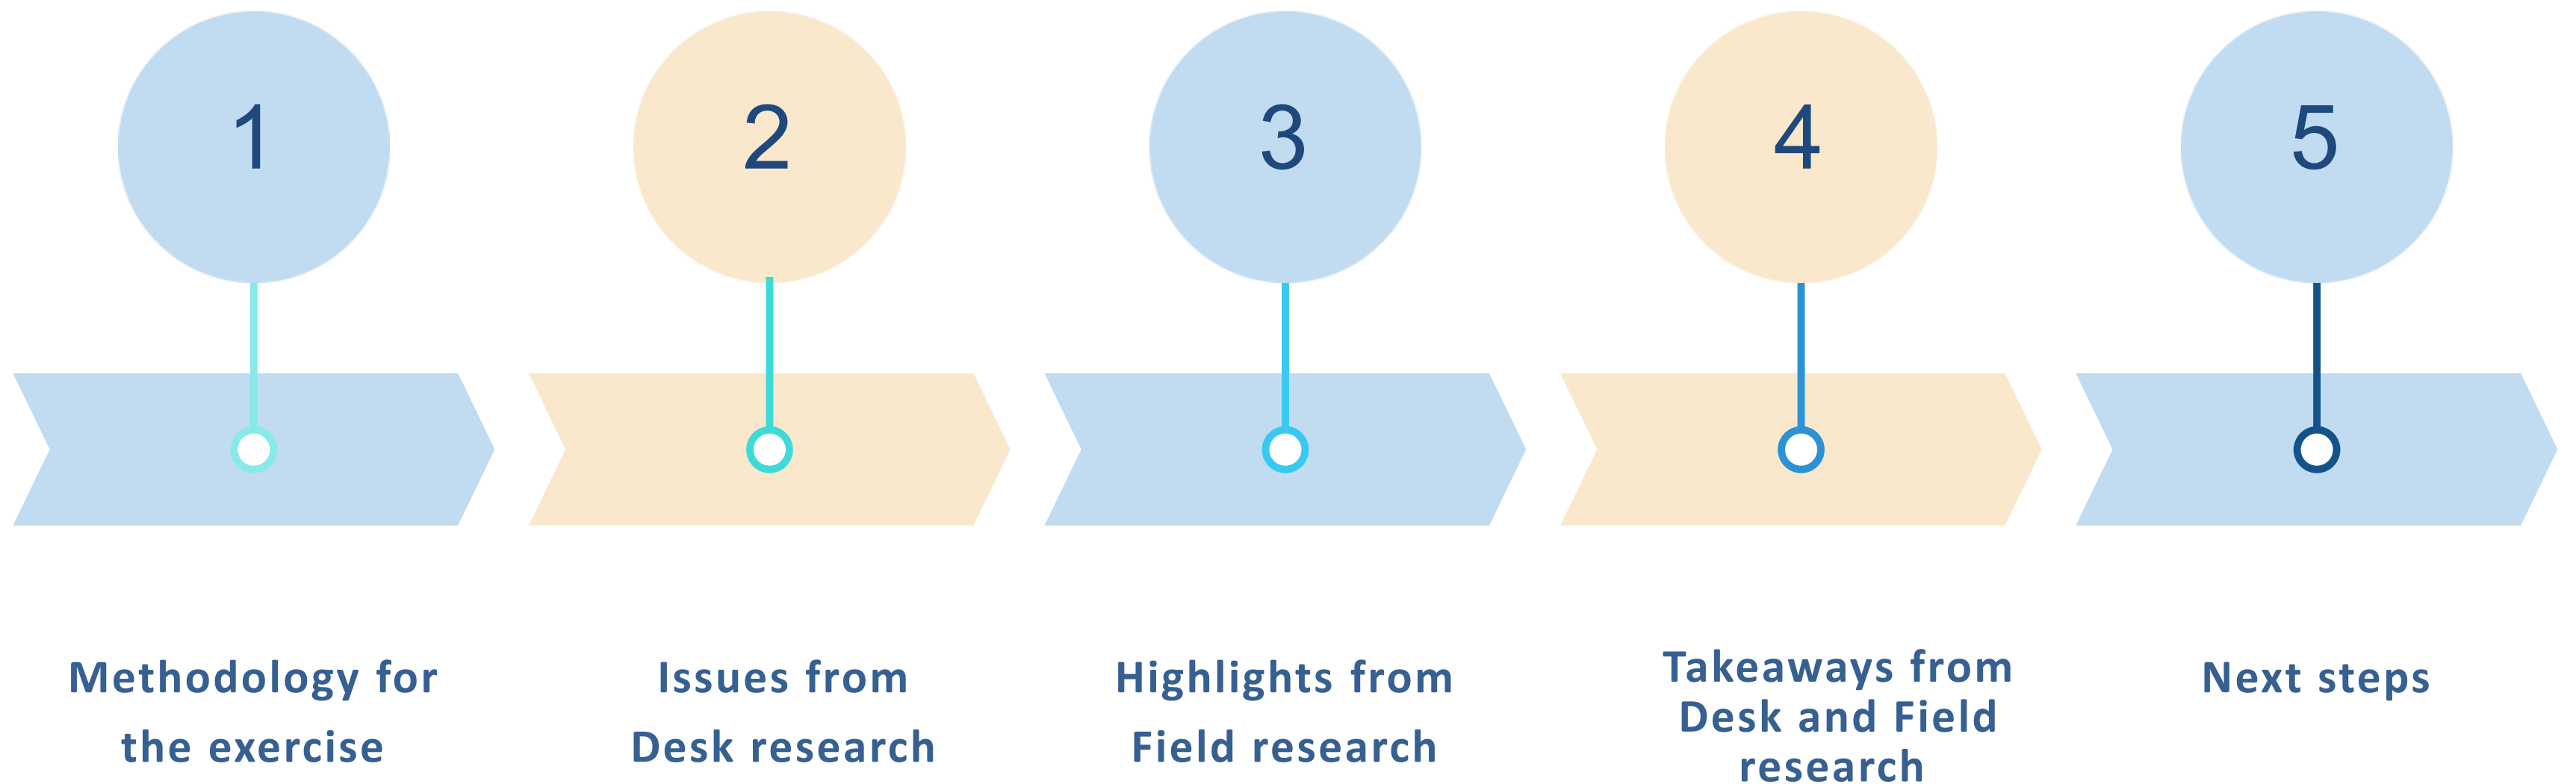 1
2
3
4
5
Methodology for
the exercise
Issues from
Desk research
Highlights from
Field research
Takeaways from
Desk and Field
research
Next steps